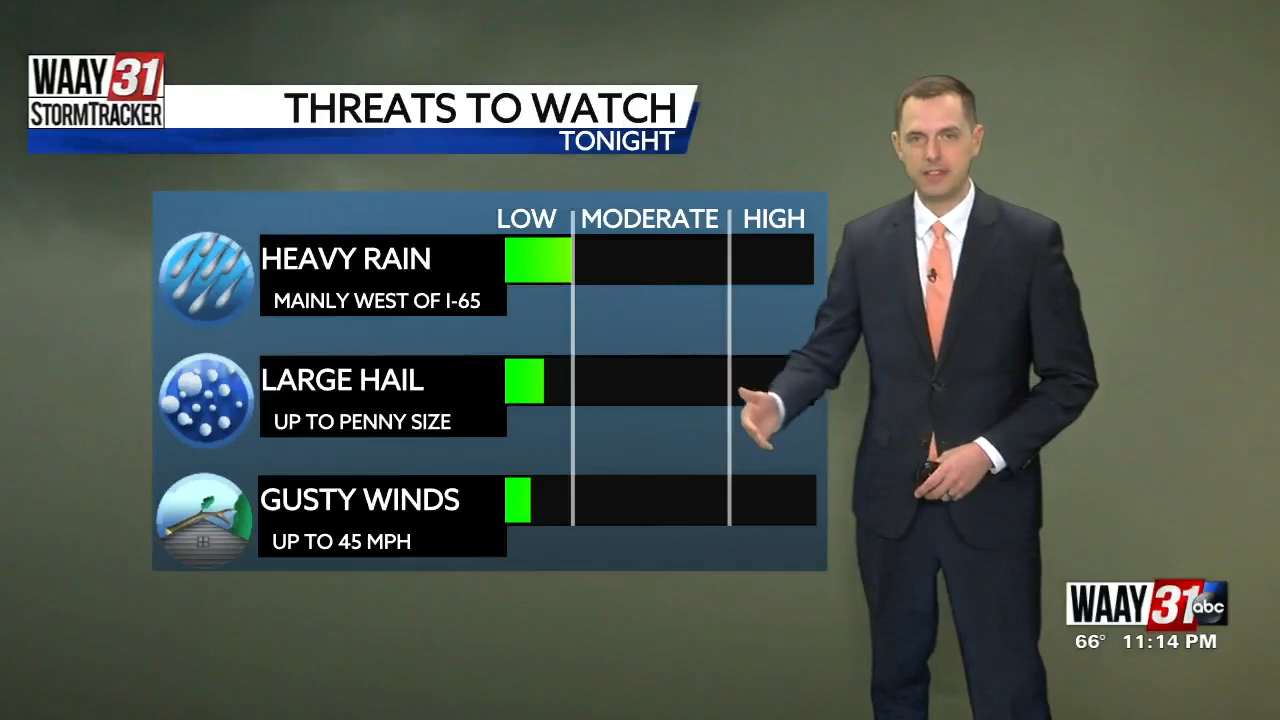 WAAY 31
STORMTRACKER
THREATS TO WATCH
TONIGHT
LOW MODERATE HIGH
HEAVY RAIN
MAINLY WEST OF I-65
LARGE HAIL
UP TO PENNY SIZE
GUSTY WINDS
UP TO 45 MPH
WAAY 31 abc
66° 11:14 PM